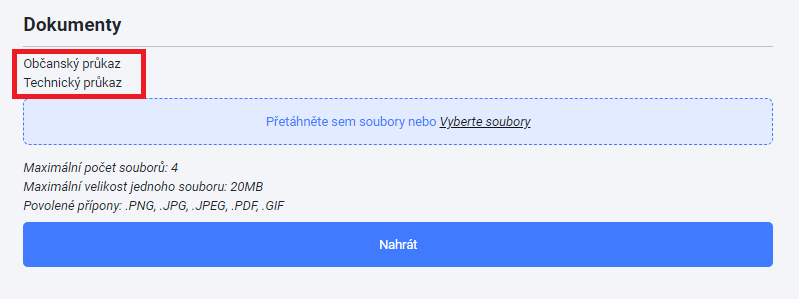 Dokumenty
Občanský průkaz
Technický průkaz
Přetáhněte sem soubory nebo Vyberte soubory
Maximální počet souborů: 4
Maximální velikost jednoho souboru: 20MB
Povolené přípony: .PNG, .JPG, .JPEG, .PDF, .GIF
Nahrát